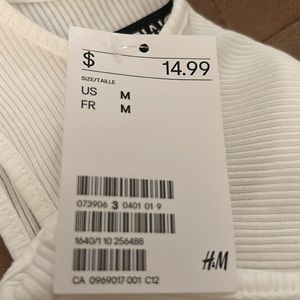 $ 14.99
SIZE/TAILLE
US M
FR M
073906 3 0401 01 9
1640/1 10 256488
H&M
CA 0969017 001 C12